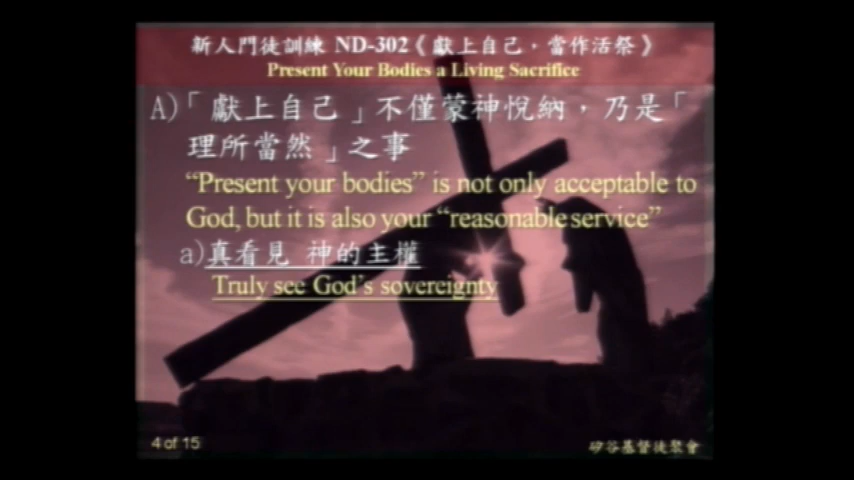 新人門徒訓練 ND-302《獻上自己，當作活祭》
Present Your Bodies a Living Sacrifice
A)「獻上自己」不僅蒙神悅納，乃是「
理所當然」之事
“Present your bodies” is not only acceptable to
God, but it is also your “reasonable service”
a)真看見 神的主權
Truly see God’s sovereignty
4 of 15
矽谷基督徒聚會